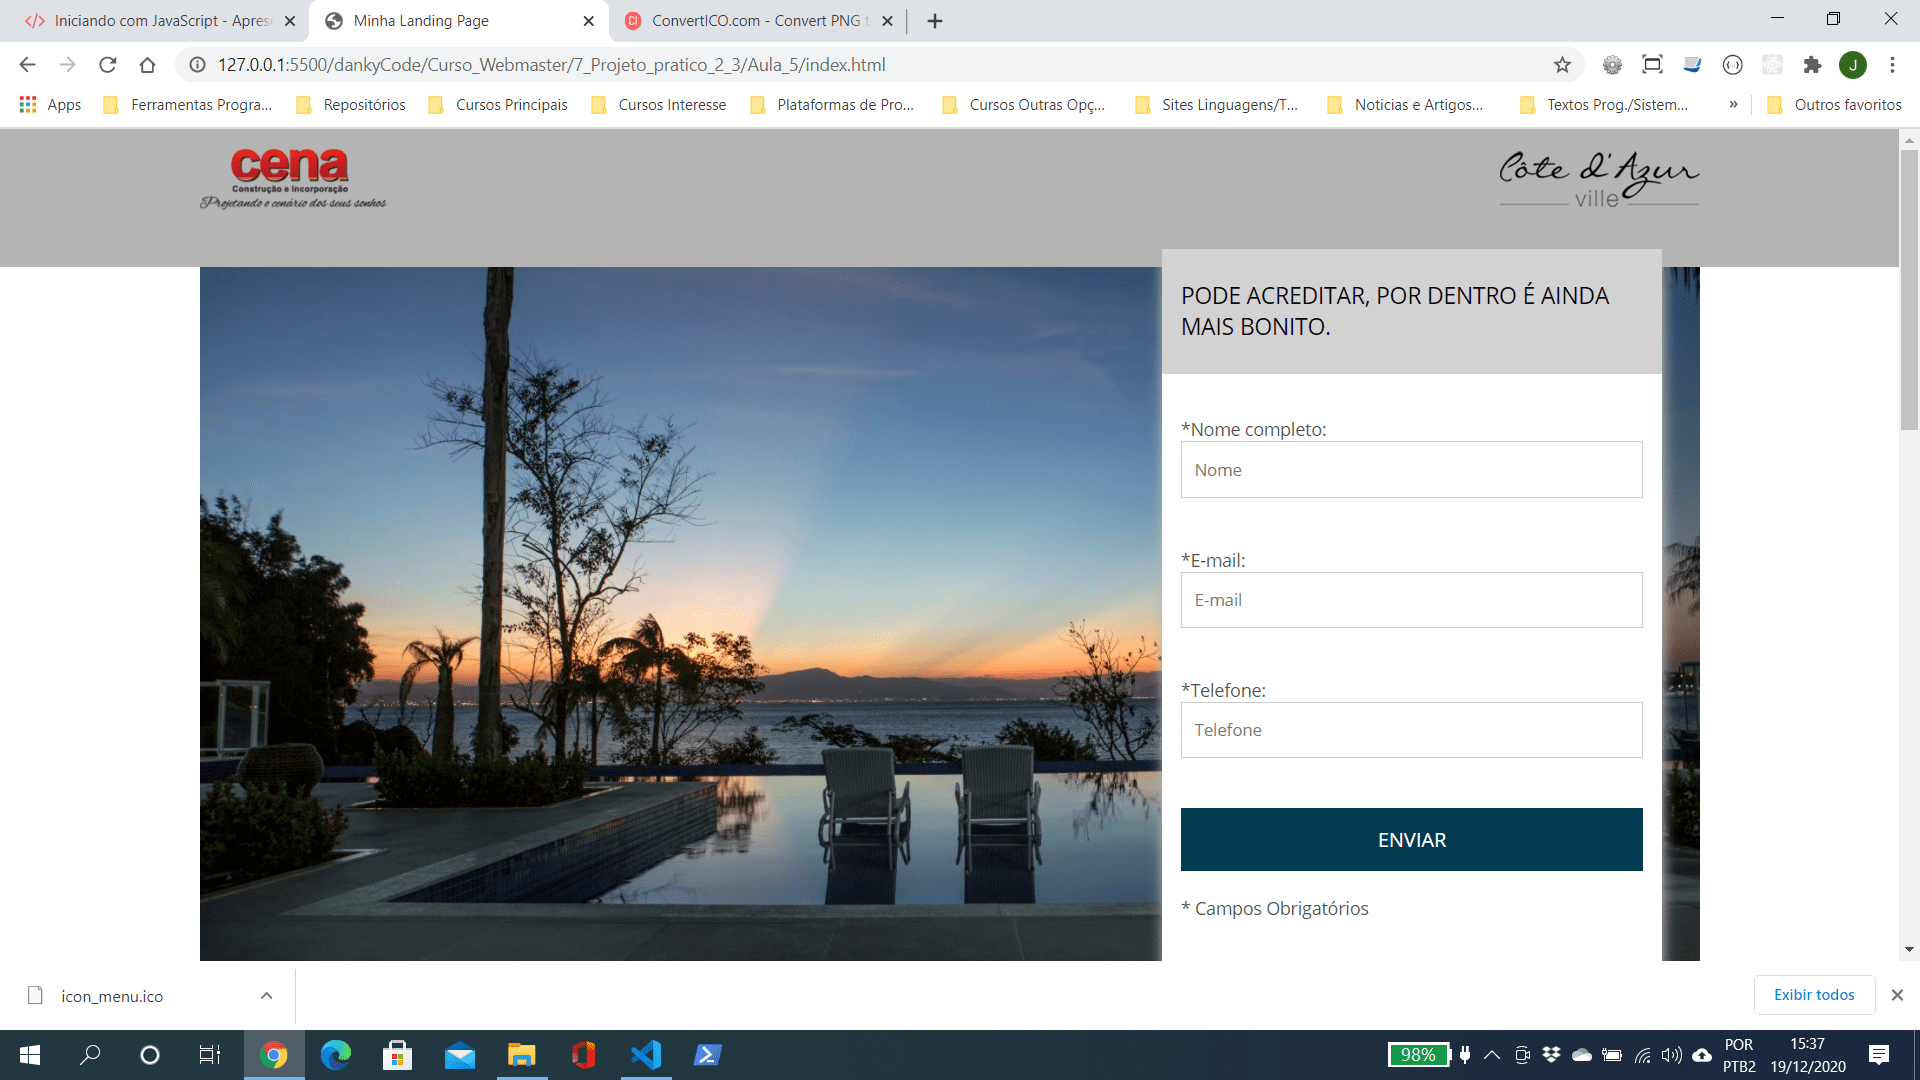 Iniciando com JavaScript - Aprese
Minha Landing Page
ConvertICO.com - Convert PNG t
127.0.0.1:5500/dankyCode/Curso_Webmaster/7_Projeto_pratico_2_3/Aula_5/index.html
J
Apps
Ferramentas Progra...
Repositórios
Cursos Principais
Cursos Interesse
Plataformas de Pro...
Cursos Outras Opç...
Sites Linguagens/T...
Noticias e Artigos...
Textos Prog./Sistem...
»
Outros favoritos
cena
Construção e Incorporação
Projetando o cenário dos seus sonhos
Côte d'Azur
ville
PODE ACREDITAR, POR DENTRO É AINDA
MAIS BONITO.
*Nome completo:
Nome
*E-mail:
E-mail
*Telefone:
Telefone
ENVIAR
* Campos Obrigatórios
icon_menu.ico
Exibir todos
98%
POR
PTB2
15:37
19/12/2020